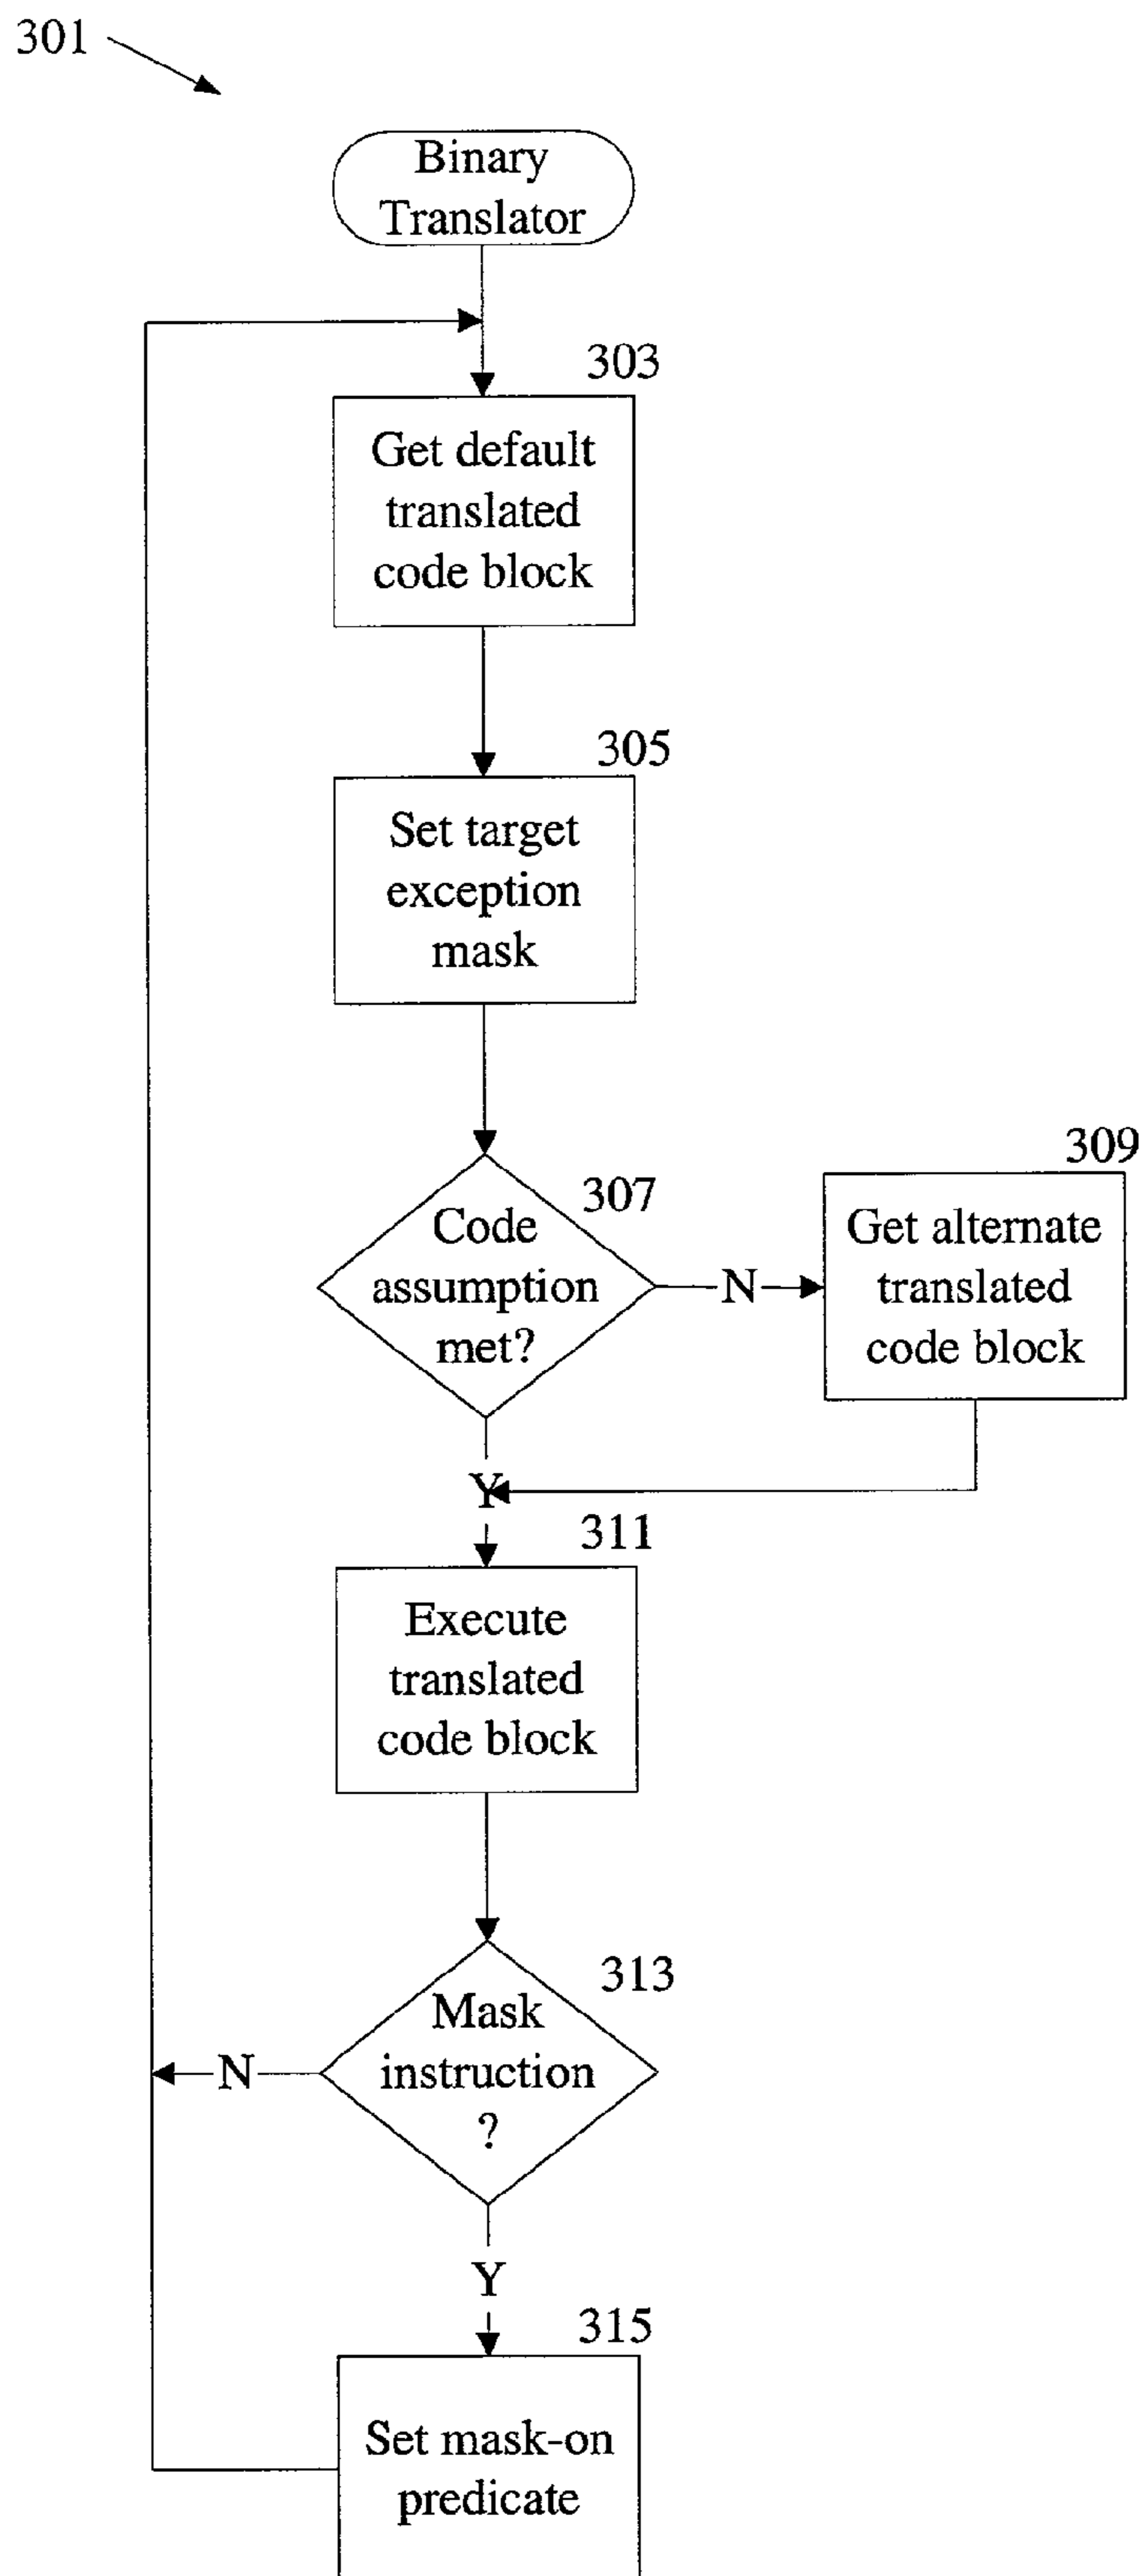 301
Binary
Translator
303
Get default
translated
code block
305
Set target
exception
mask
307
Code
assumption
met?
N
309
Get alternate
translated
code block
Y
311
Execute
translated
code block
313
Mask
instruction
?
N
Y
315
Set mask-on
predicate